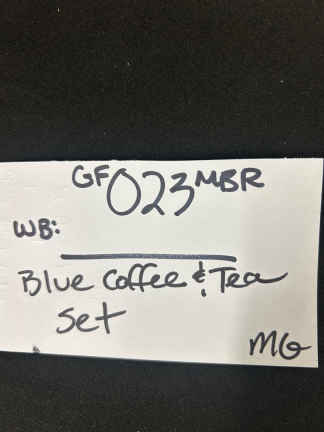 GF023MBR
WB:
Blue Coffee & Tea
Set
MG